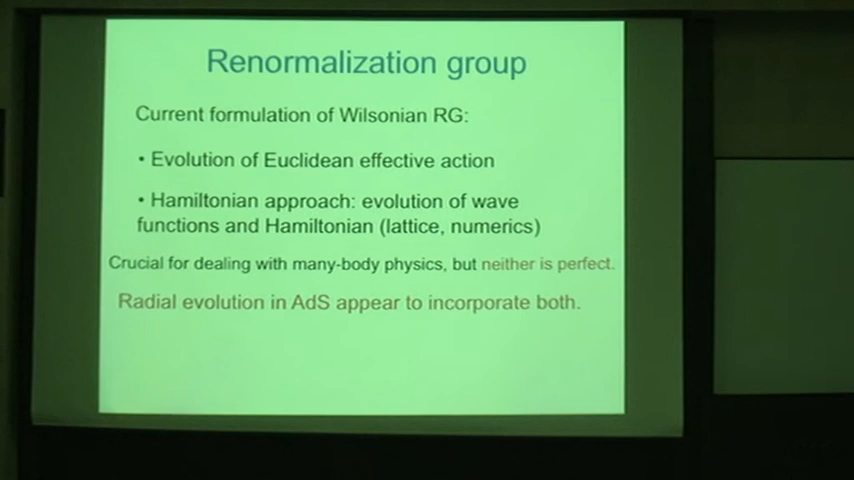 Renormalization group
Current formulation of Wilsonian RG:
• Evolution of Euclidean effective action
• Hamiltonian approach: evolution of wave
functions and Hamiltonian (lattice, numerics)
Crucial for dealing with many-body physics, but neither is perfect.
Radial evolution in AdS appear to incorporate both.